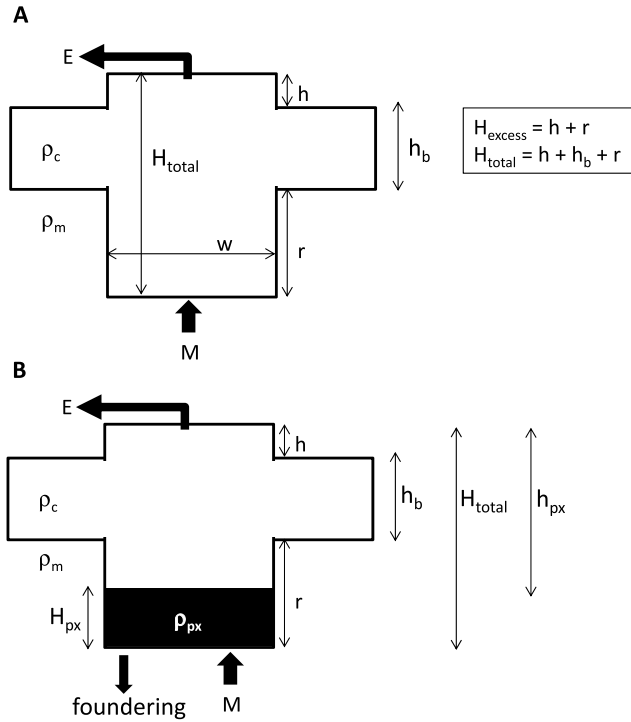 A
E
h
H_excess = h + r
H_total = h + h_b + r
ρ_c
H_total
h_b
ρ_m
w
r
M
B
E
h
ρ_c
h_b
H_total
h_px
ρ_m
H_px
ρ_px
r
foundering
M